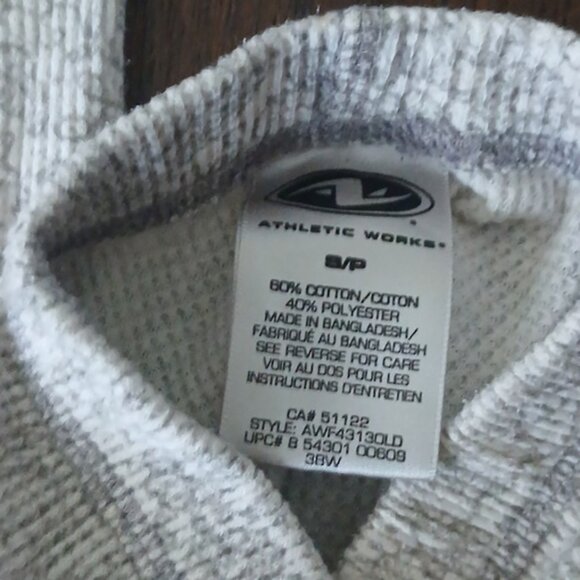 ATHLETIC WORKS®
S/P
60% COTTON/COTON
40% POLYESTER
MADE IN BANGLADESH/
FABRIQUÉ AU BANGLADESH
SEE REVERSE FOR CARE
VOIR AU DOS POUR LES
INSTRUCTIONS D'ENTRETIEN
CA# 51122
STYLE: AWF43130LD
UPC# 8 54301 00609
38W